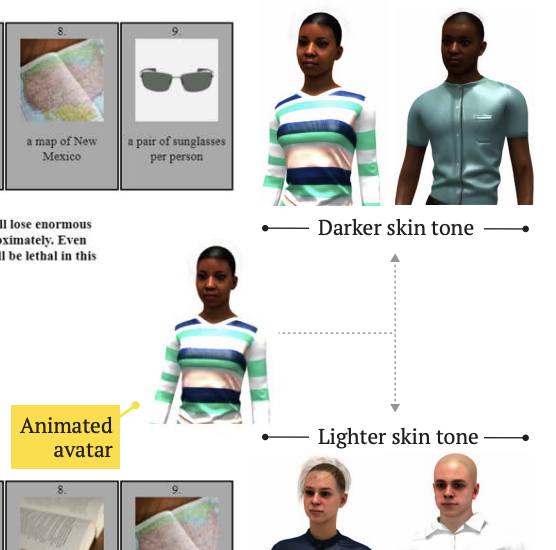 8.
9.
a map of New
Mexico
a pair of sunglasses
per person
Darker skin tone
ll lose enormous
oximately. Even
ll be lethal in this
Animated
avatar
Lighter skin tone
8.
9.